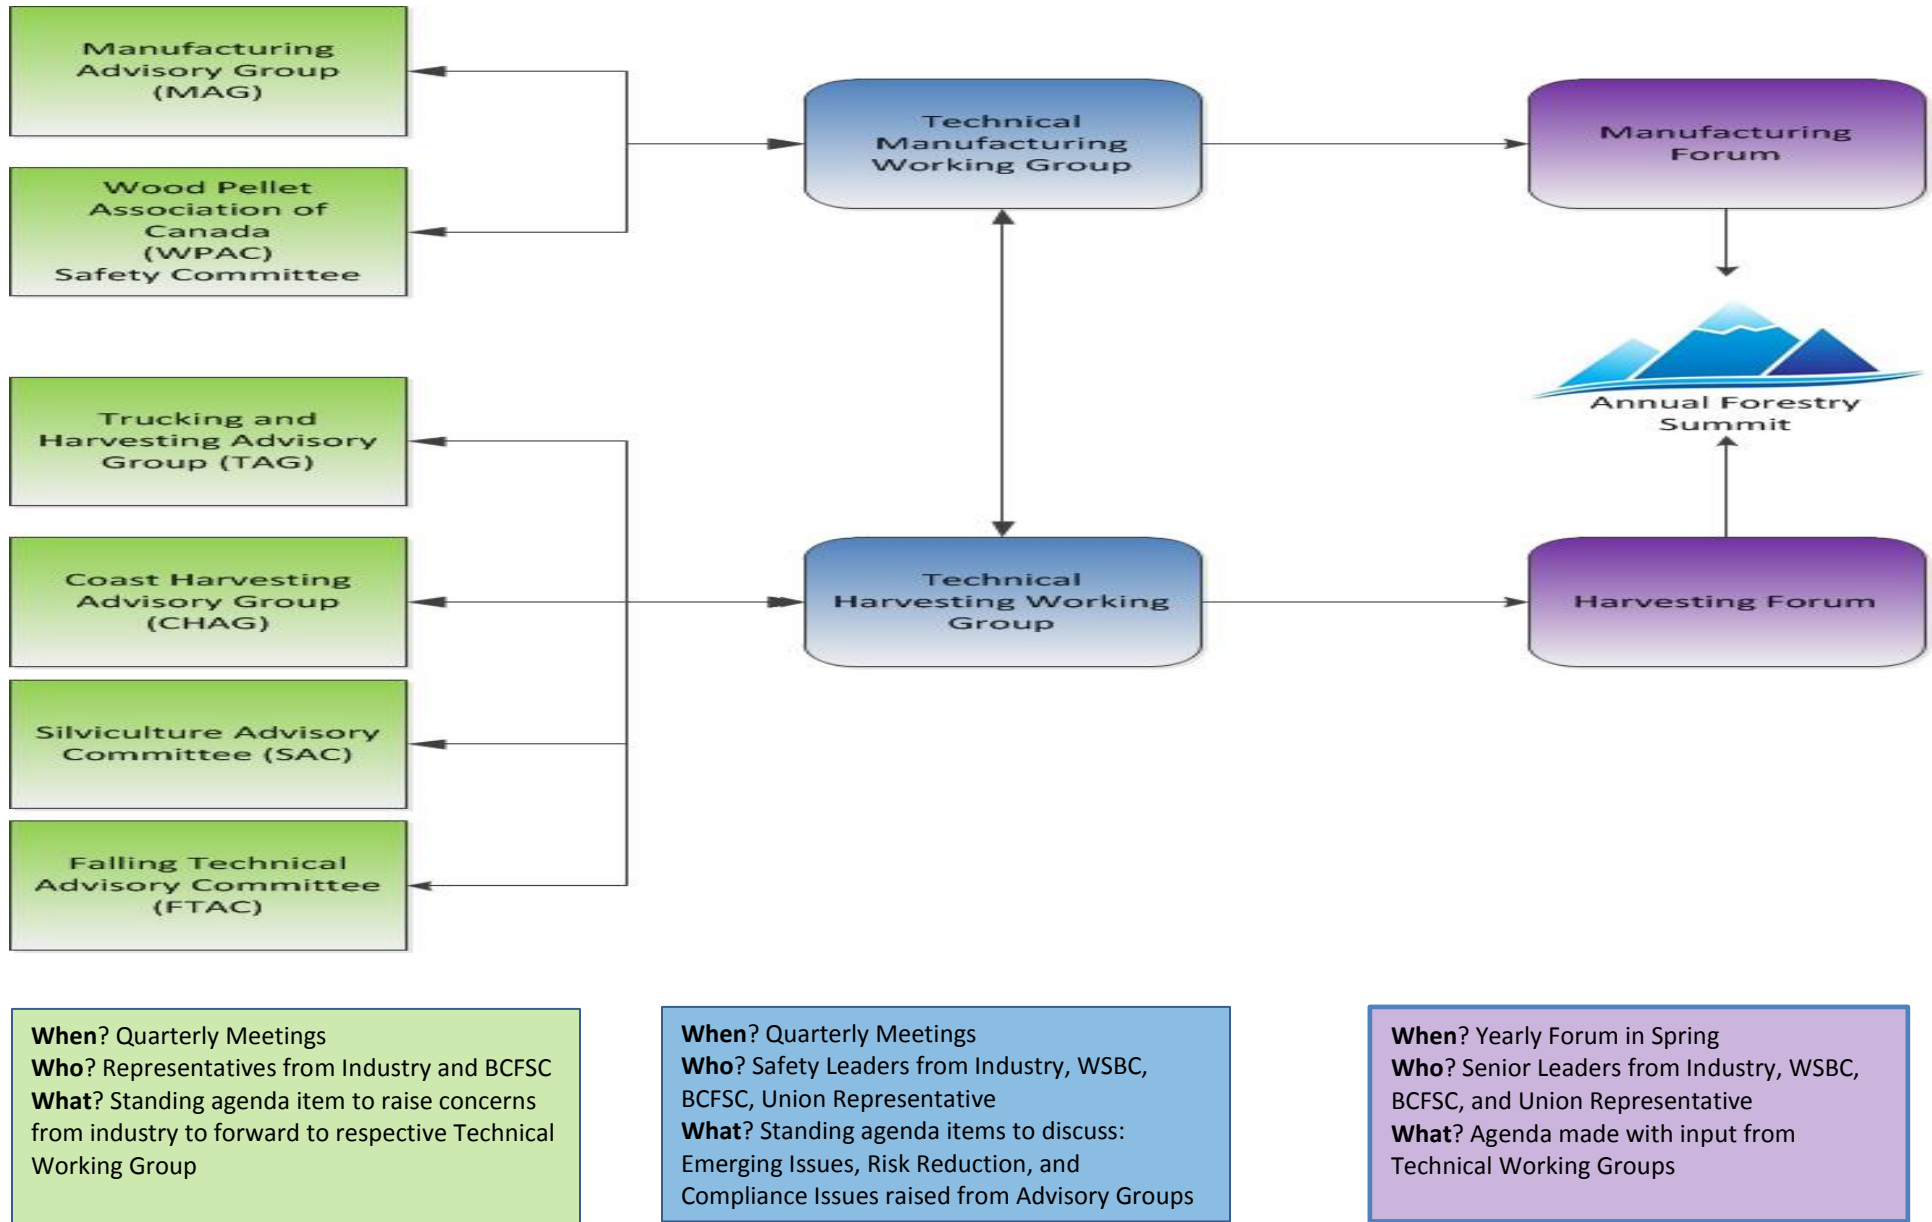 Manufacturing
Advisory Group
(MAG)
Wood Pellet
Association of
Canada
(WPAC)
Safety Committee
Trucking and
Harvesting Advisory
Group (TAG)
Coast Harvesting
Advisory Group
(CHAG)
Silviculture Advisory
Committee (SAC)
Falling Technical
Advisory Committee
(FTAC)
Technical
Manufacturing
Working Group
Technical
Harvesting Working
Group
Manufacturing
Forum
Annual Forestry
Summit
Harvesting Forum
When? Quarterly Meetings
Who? Representatives from Industry and BCFSC
What? Standing agenda item to raise concerns
from industry to forward to respective Technical
Working Group
When? Quarterly Meetings
Who? Safety Leaders from Industry, WSBC,
BCFSC, Union Representative
What? Standing agenda items to discuss:
Emerging Issues, Risk Reduction, and
Compliance Issues raised from Advisory Groups
When? Yearly Forum in Spring
Who? Senior Leaders from Industry, WSBC,
BCFSC, and Union Representative
What? Agenda made with input from
Technical Working Groups